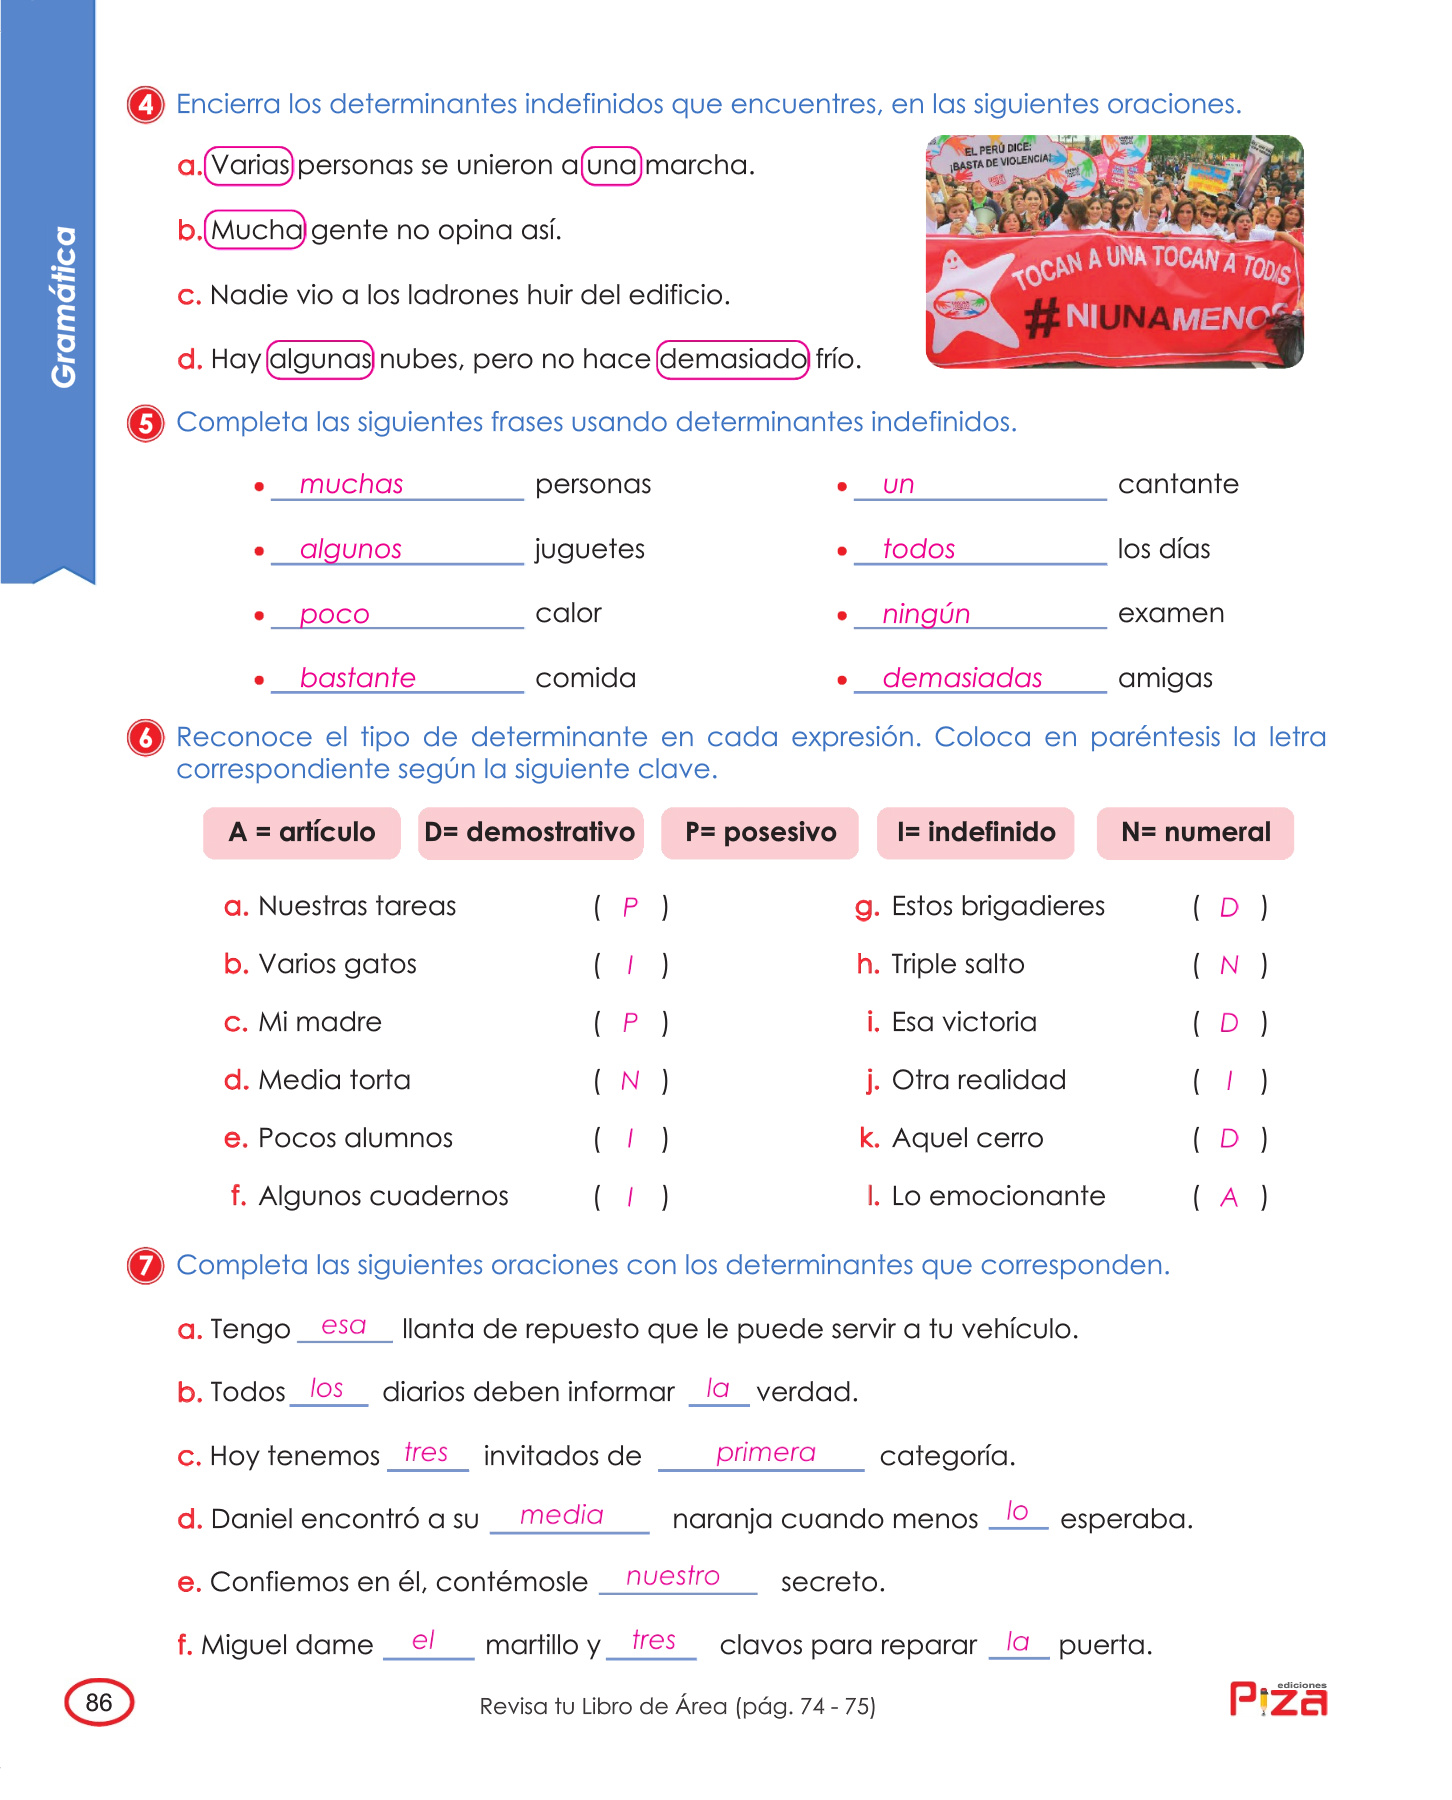 Gramática
4 Encierra los determinantes indefinidos que encuentres, en las siguientes oraciones.
a. Varias personas se unieron a una marcha.
b. Mucha gente no opina así.
c. Nadie vio a los ladrones huir del edificio.
d. Hay algunas nubes, pero no hace demasiado frío.
EL PERÚ DICE:
¡BASTA DE VIOLENCIA!
TOCAN A UNA TOCAN A TODAS
#NIUNAMENOS
5 Completa las siguientes frases usando determinantes indefinidos.
• muchas personas • un cantante
• algunos juguetes • todos los días
• poco calor • ningún examen
• bastante comida • demasiadas amigas
6 Reconoce el tipo de determinante en cada expresión. Coloca en paréntesis la letra
correspondiente según la siguiente clave.
A = artículo D= demostrativo P= posesivo I= indefinido N= numeral
a. Nuestras tareas ( P ) g. Estos brigadieres ( D )
b. Varios gatos ( I ) h. Triple salto ( N )
c. Mi madre ( P ) i. Esa victoria ( D )
d. Media torta ( N ) j. Otra realidad ( I )
e. Pocos alumnos ( I ) k. Aquel cerro ( D )
f. Algunos cuadernos ( I ) l. Lo emocionante ( A )
7 Completa las siguientes oraciones con los determinantes que corresponden.
a. Tengo esa llanta de repuesto que le puede servir a tu vehículo.
b. Todos los diarios deben informar la verdad.
c. Hoy tenemos tres invitados de primera categoría.
d. Daniel encontró a su media naranja cuando menos lo esperaba.
e. Confiemos en él, contémosle nuestro secreto.
f. Miguel dame el martillo y tres clavos para reparar la puerta.
86 Revisa tu Libro de Área (pág. 74 - 75) ediciones Piza